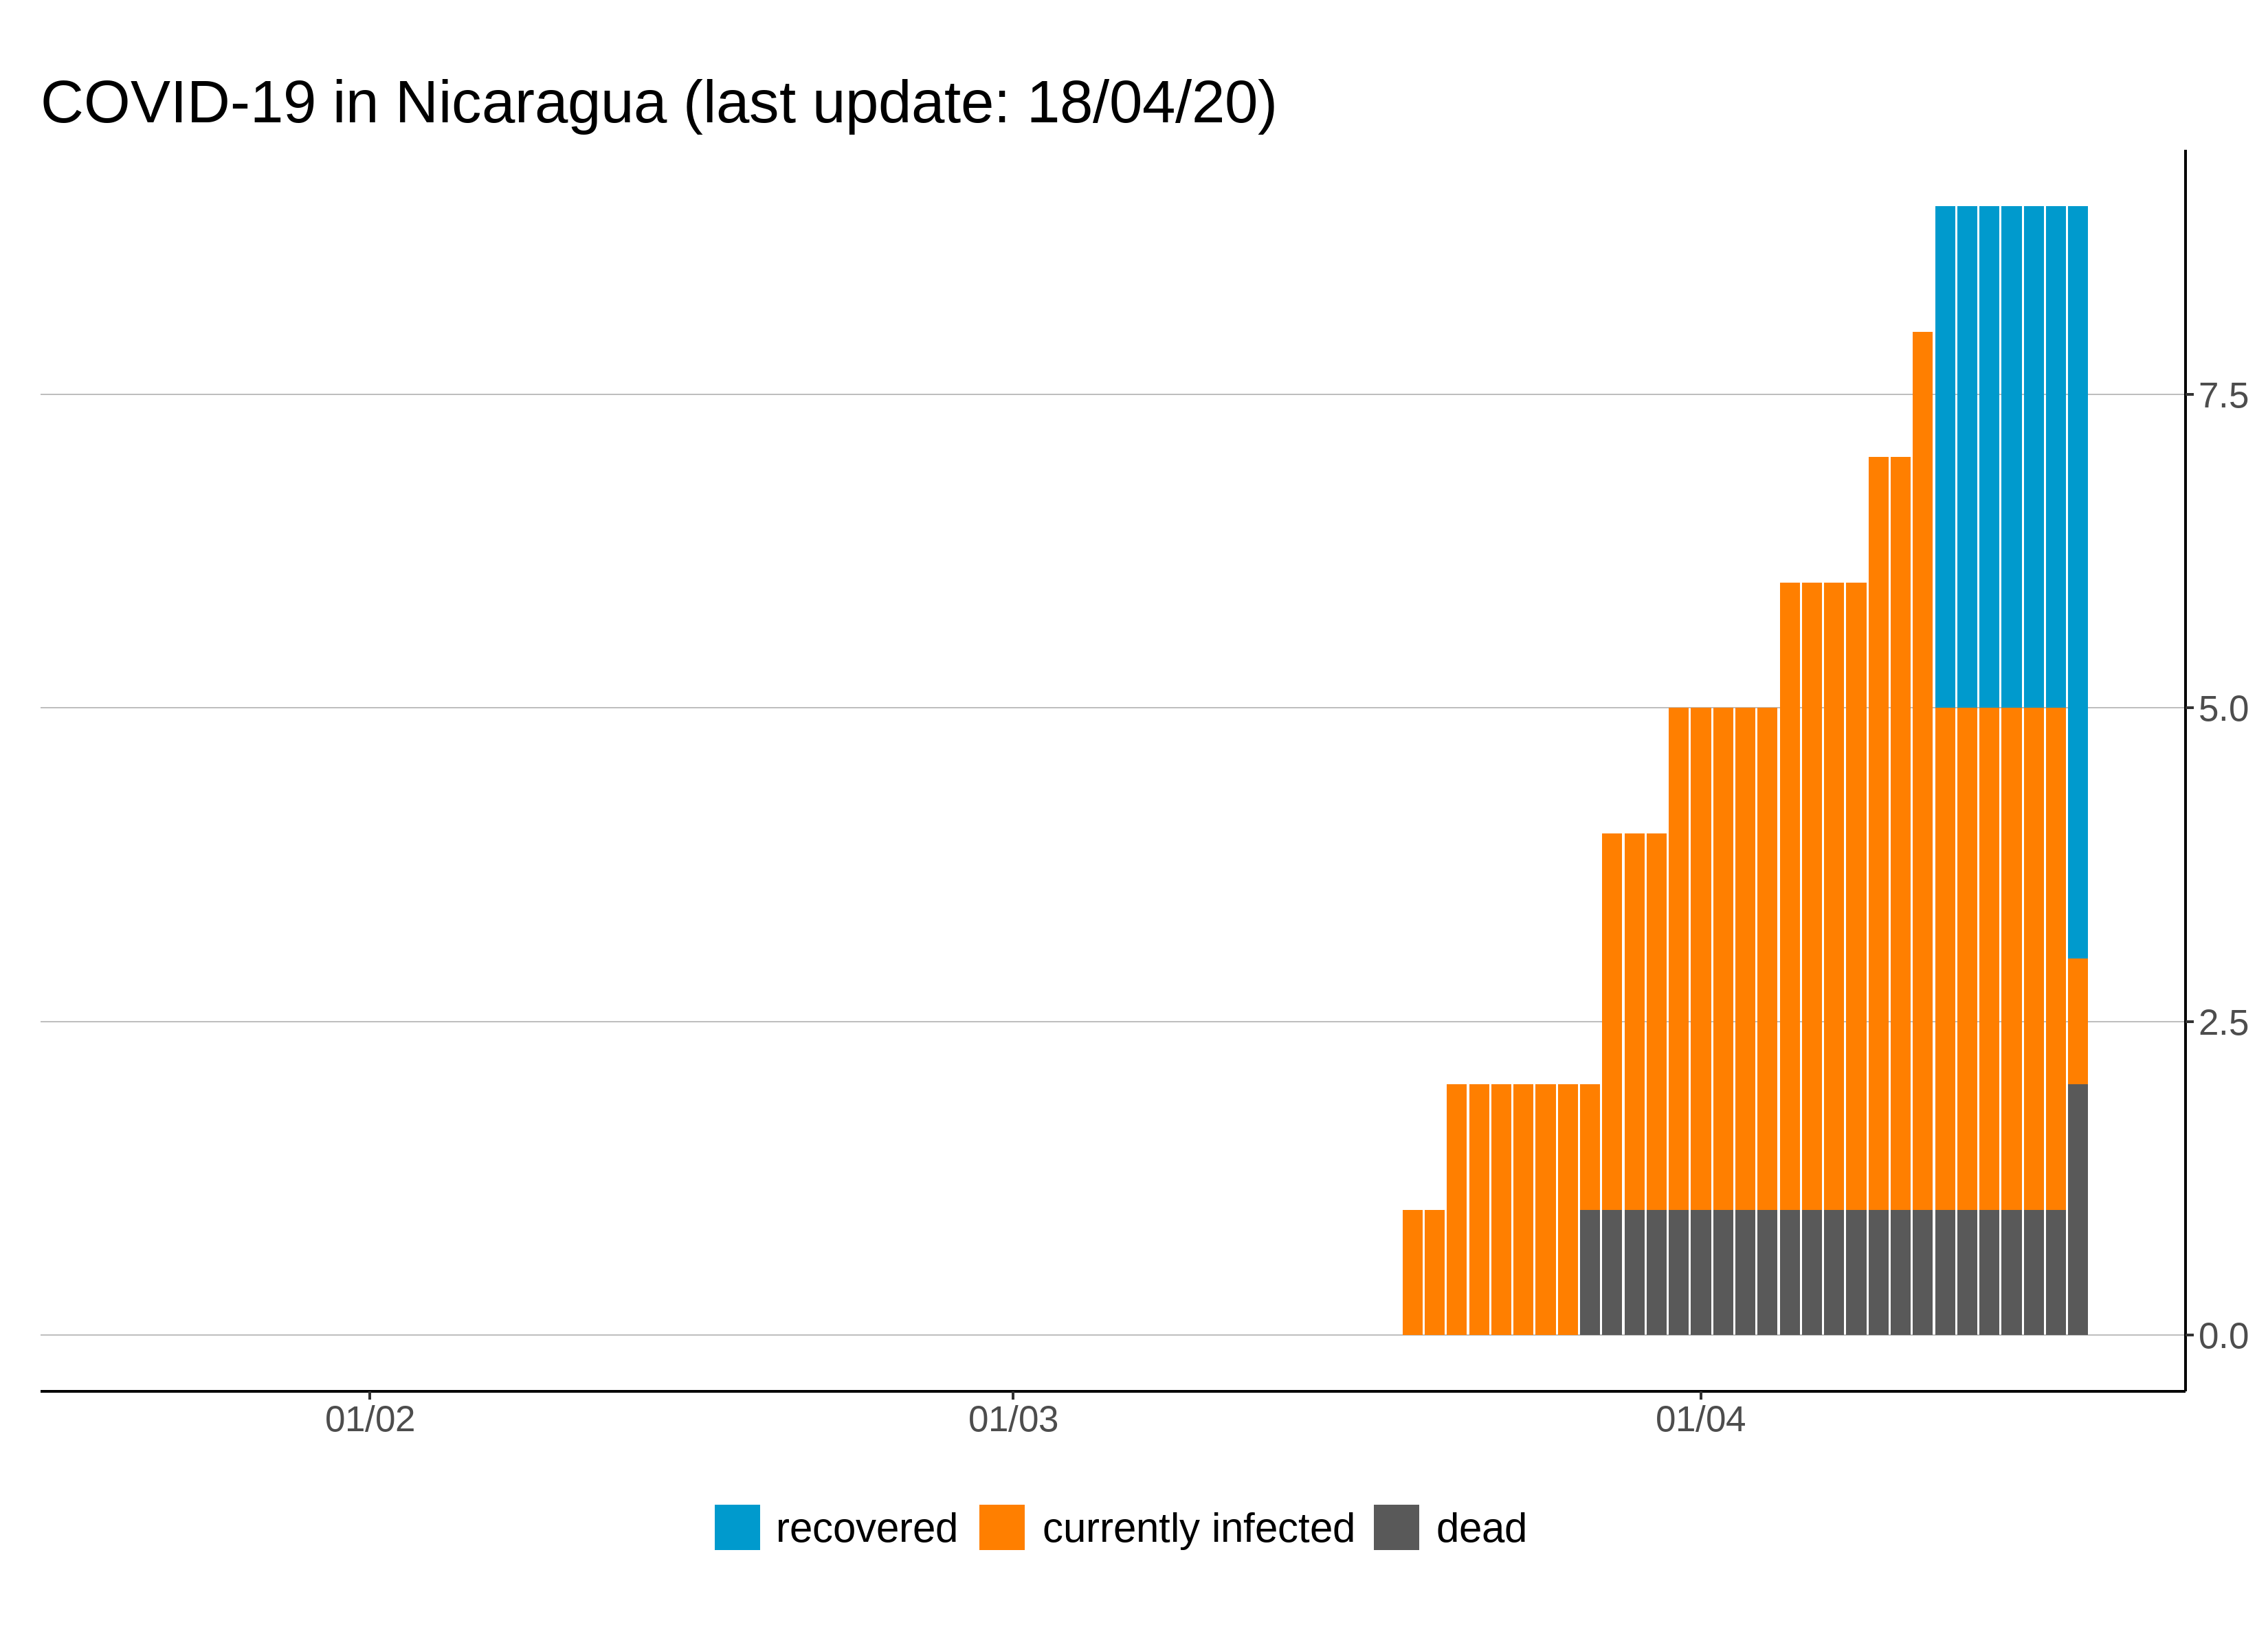 COVID-19 in Nicaragua (last update: 18/04/20)
7.5
5.0
2.5
0.0
01/02 01/03 01/04
recovered currently infected dead